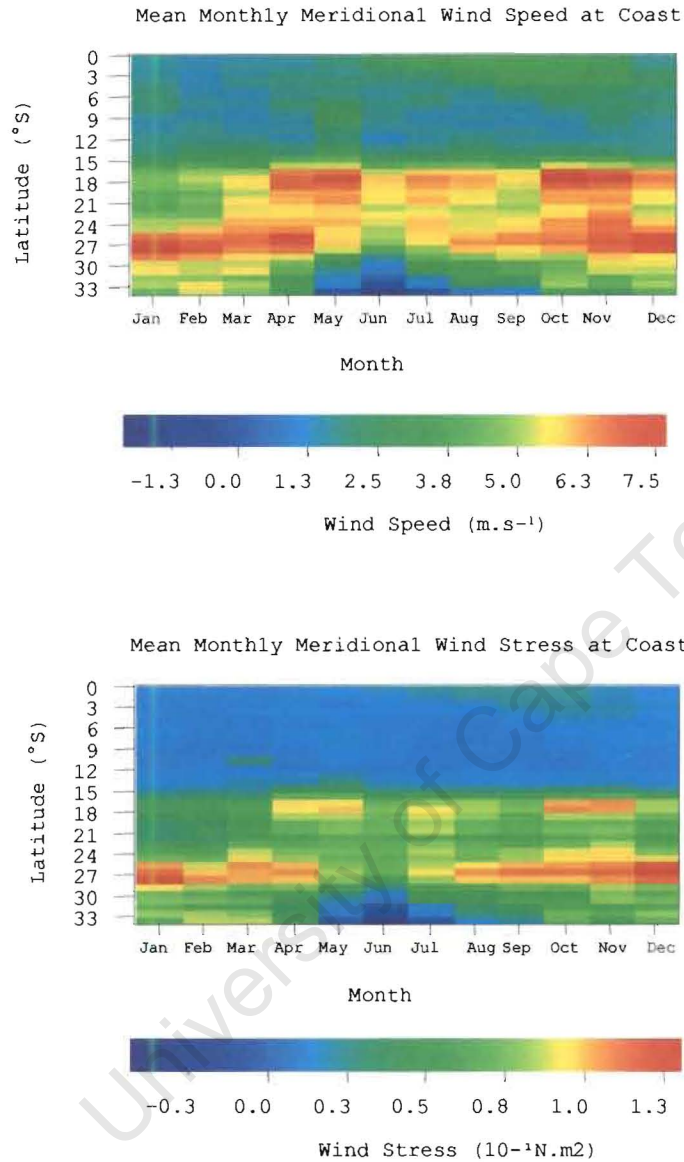 Mean Monthly Meridional Wind Speed at Coast
Latitude (°S)
0
3
6
9
12
15
18
21
24
27
30
33
Jan Feb Mar Apr May Jun Jul Aug Sep Oct Nov Dec
Month
-1.3 0.0 1.3 2.5 3.8 5.0 6.3 7.5
Wind Speed (m.s-¹)
Mean Monthly Meridional Wind Stress at Coast
Latitude (°S)
0
3
6
9
12
15
18
21
24
27
30
33
Jan Feb Mar Apr May Jun Jul Aug Sep Oct Nov Dec
Month
-0.3 0.0 0.3 0.5 0.8 1.0 1.3
Wind Stress (10-¹N.m2)
University of Cape To